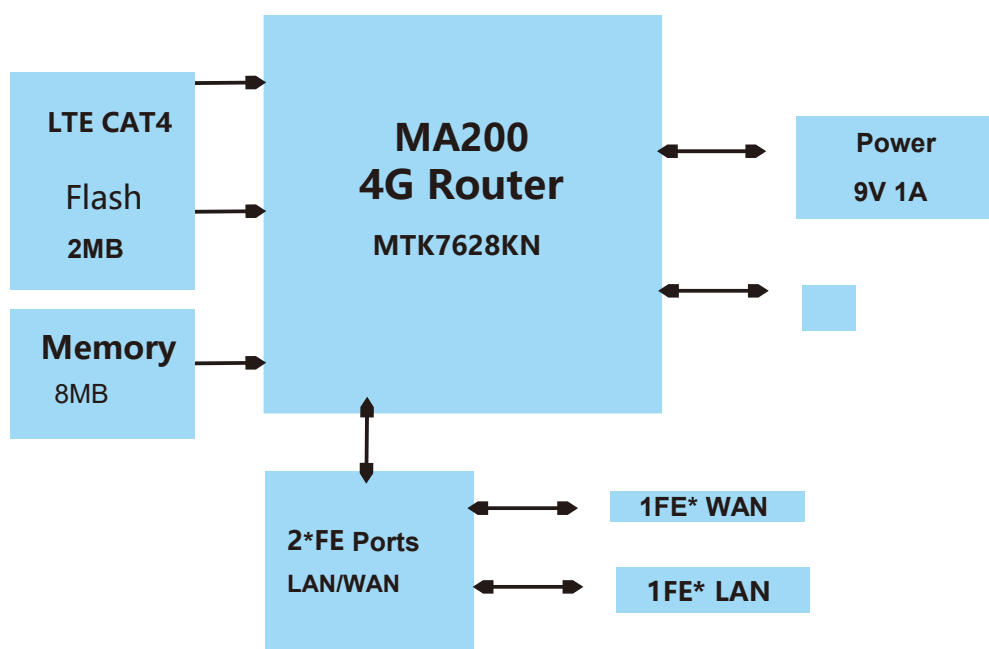 LTE CAT4
Flash
2MB
Memory
8MB
MA200
4G Router
MTK7628KN
Power
9V 1A
2*FE Ports
LAN/WAN
1FE* WAN
1FE* LAN